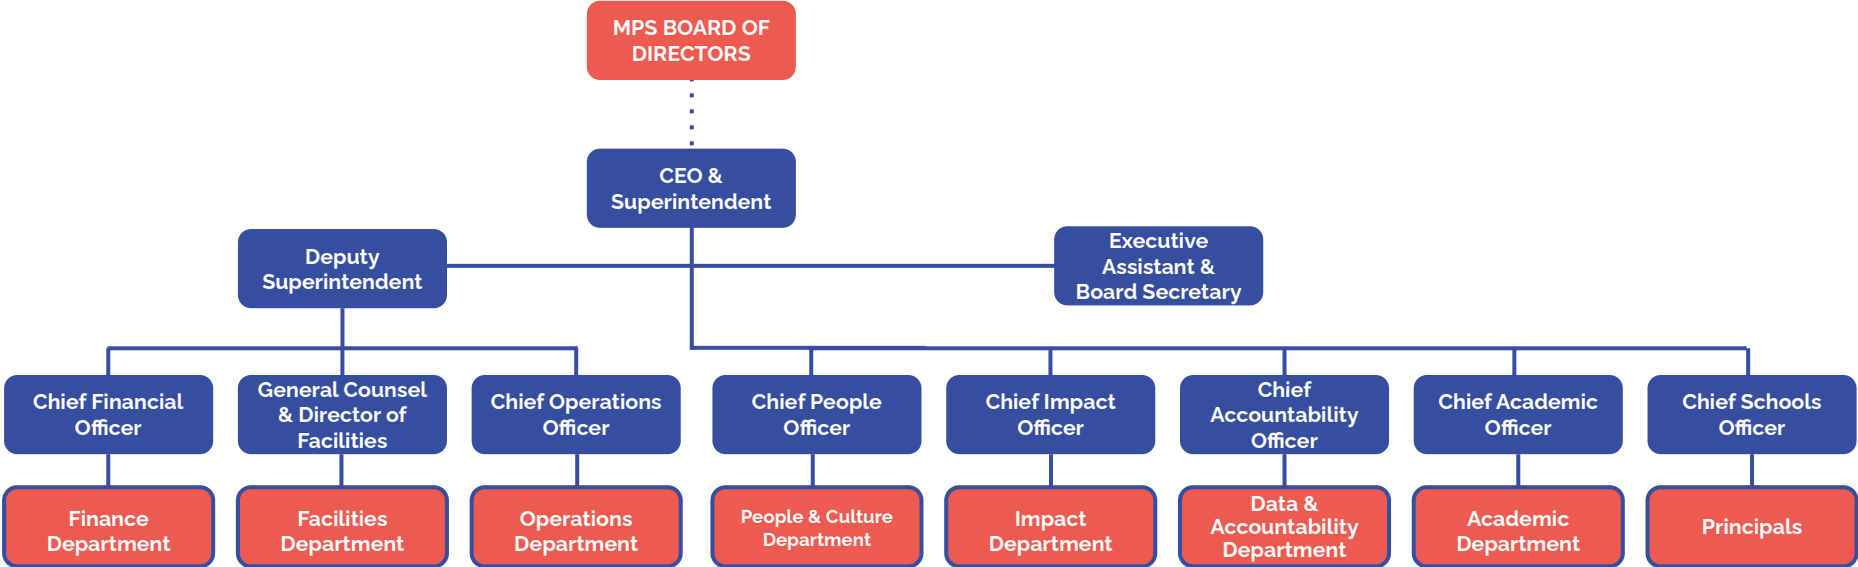 MPS BOARD OF
DIRECTORS
CEO &
Superintendent
Deputy
Superintendent
Executive
Assistant &
Board Secretary
Chief Financial
Officer
General Counsel
& Director of
Facilities
Chief Operations
Officer
Chief People
Officer
Chief Impact
Officer
Chief
Accountability
Officer
Chief Academic
Officer
Chief Schools
Officer
Finance
Department
Facilities
Department
Operations
Department
People & Culture
Department
Impact
Department
Data &
Accountability
Department
Academic
Department
Principals